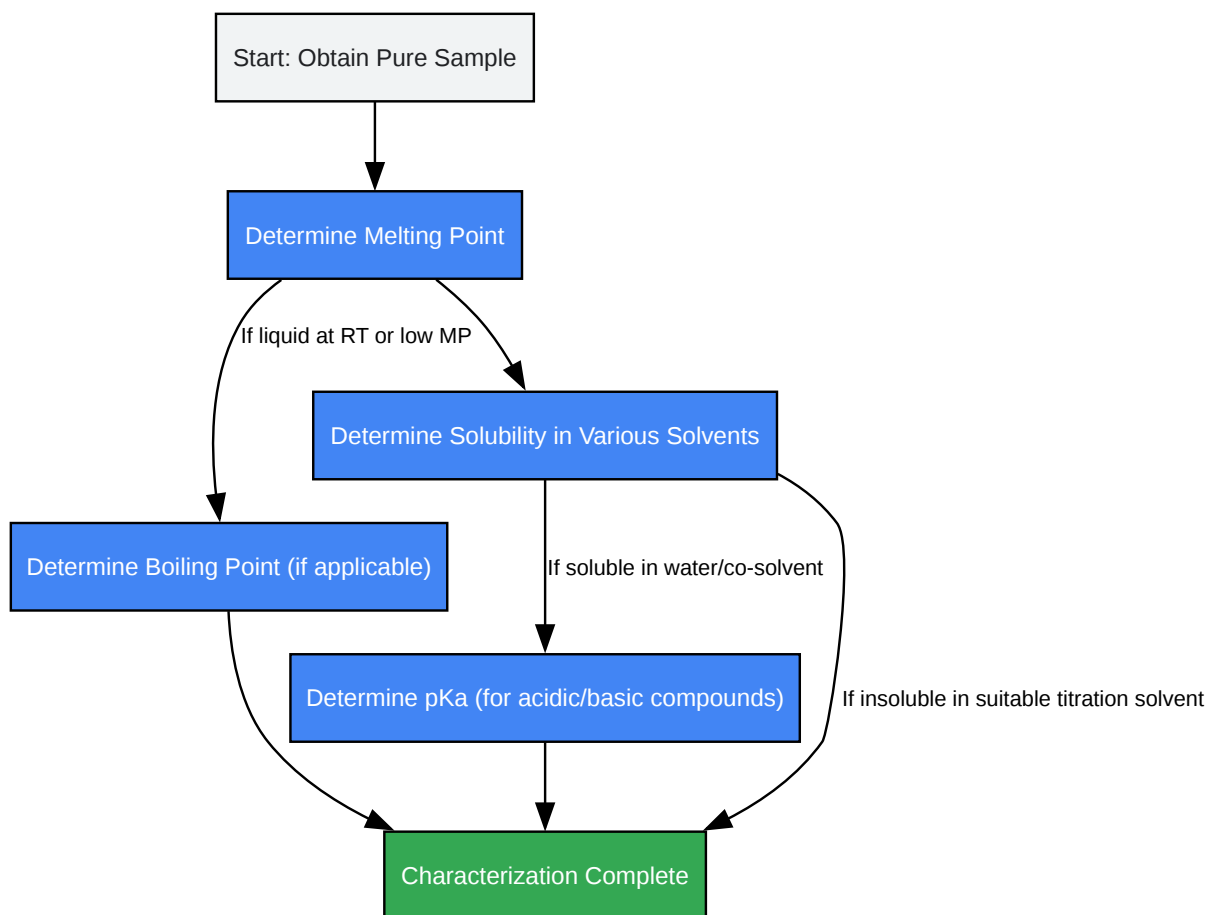 Start: Obtain Pure Sample
Determine Melting Point
If liquid at RT or low MP
Determine Solubility in Various Solvents
Determine Boiling Point (if applicable)
If soluble in water/co-solvent
Determine pKa (for acidic/basic compounds)
If insoluble in suitable titration solvent
Characterization Complete